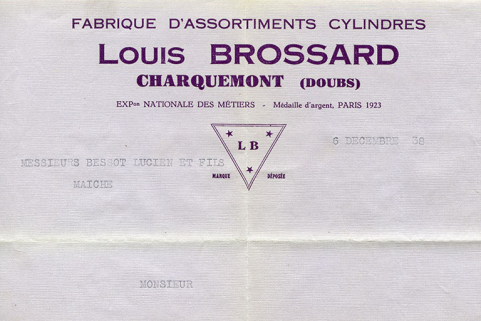 FABRIQUE D'ASSORTIMENTS CYLINDRES
LOUIS BROSSARD
CHARQUEMONT (DOUBS)
EXPon NATIONALE DES MÉTIERS - Médaille d'argent, PARIS 1923
6 DECEMBRE 38
L B
MESSIEURS BESSOT LUCIEN ET FILS
MARQUE DÉPOSÉE
MAICHE
MONSIEUR